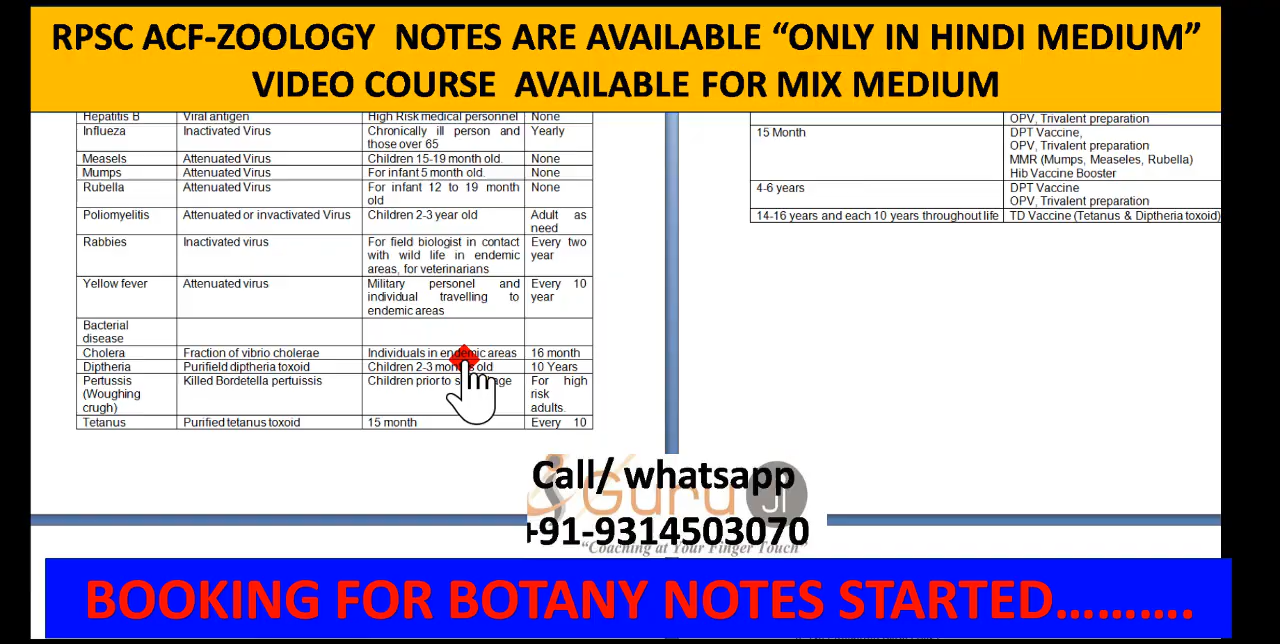 RPSC ACF-ZOOLOGY NOTES ARE AVAILABLE “ONLY IN HINDI MEDIUM”
VIDEO COURSE AVAILABLE FOR MIX MEDIUM
Hepatitis B Viral antigen High Risk medical personnel None
Influeza Inactivated Virus Chronically ill person and Yearly
those over 65
Measels Attenuated Virus Children 15-19 month old. None
Mumps Attenuated Virus For infant 5 month old. None
Rubella Attenuated Virus For infant 12 to 19 month None
old
Poliomyelitis Attenuated or invactivated Virus Children 2-3 year old Adult as
need
Rabbies Inactivated virus For field biologist in contact Every two
with wild life in endemic year
areas, for veterinarians
Yellow fever Attenuated virus Military personel and Every 10
individual travelling to year
endemic areas
Bacterial
disease
Cholera Fraction of vibrio cholerae Individuals in endemic areas 16 month
Diptheria Purifield diptheria toxoid Children 2-3 months old 10 Years
Pertussis Killed Bordetella pertuissis Children prior to For high
(Woughing risk
crugh) adults.
Tetanus Purified tetanus toxoid 15 month Every 10
OPV, Trivalent preparation
15 Month DPT Vaccine,
OPV, Trivalent preparation
MMR (Mumps, Measeles, Rubella)
Hib Vaccine Booster
4-6 years DPT Vaccine
OPV, Trivalent preparation
14-16 years and each 10 years throughout life TD Vaccine (Tetanus & Diptheria toxoid)
Call/ whatsapp
Guru JI
+91-9314503070
“Coaching at Your Finger Touch”
BOOKING FOR BOTANY NOTES STARTED……….